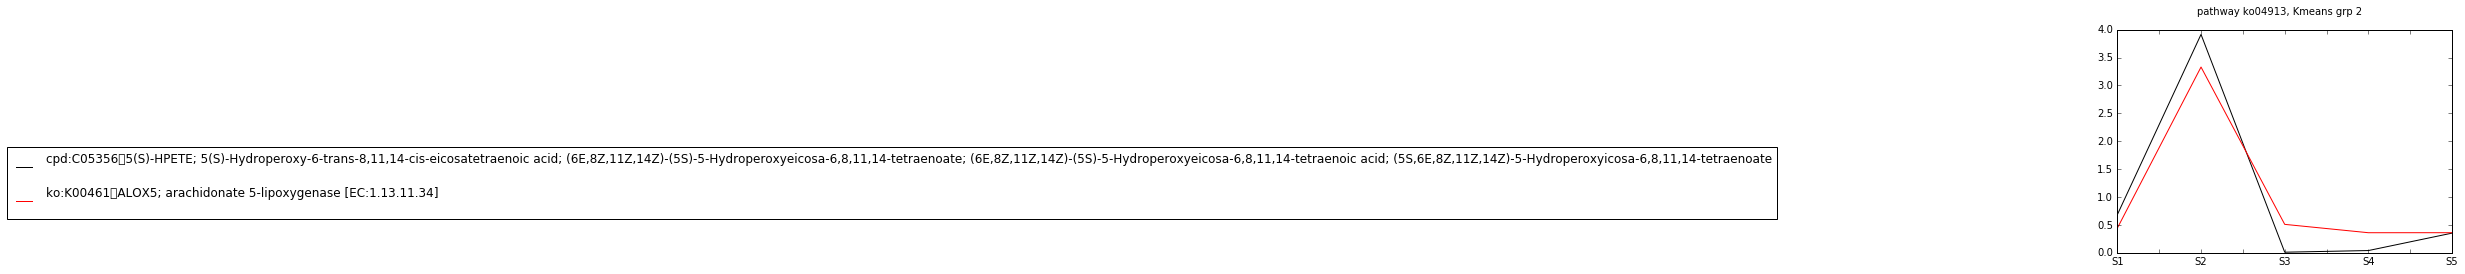 pathway ko04913, Kmeans grp 2
4.0
3.5
3.0
2.5
2.0
1.5
1.0
0.5
0.0
S1 S2 S3 S4 S5
cpd:C05356 5(S)-HPETE; 5(S)-Hydroperoxy-6-trans-8,11,14-cis-eicosatetraenoic acid; (6E,8Z,11Z,14Z)-(5S)-5-Hydroperoxyeicosa-6,8,11,14-tetraenoate; (6E,8Z,11Z,14Z)-(5S)-5-Hydroperoxyeicosa-6,8,11,14-tetraenoic acid; (5S,6E,8Z,11Z,14Z)-5-Hydroperoxyicosa-6,8,11,14-tetraenoate
ko:K00461 ALOX5; arachidonate 5-lipoxygenase [EC:1.13.11.34]